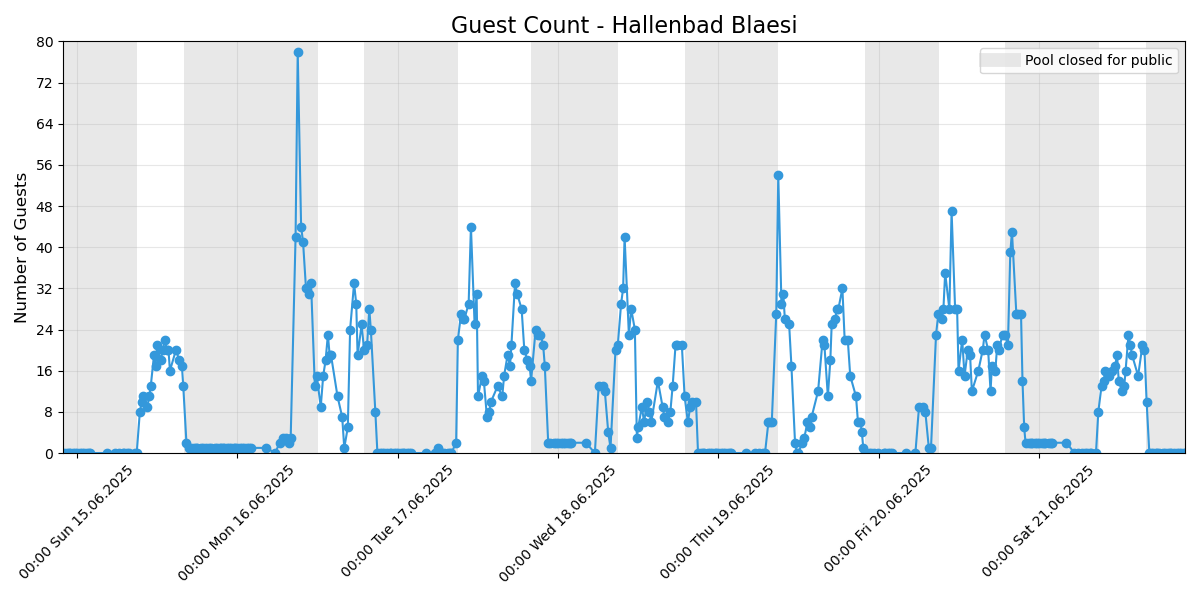 Guest Count - Hallenbad Blaesi
Pool closed for public
Number of Guests
80
72
64
56
48
40
32
24
16
8
0
00:00 Sun 15.06.2025
00:00 Mon 16.06.2025
00:00 Tue 17.06.2025
00:00 Wed 18.06.2025
00:00 Thu 19.06.2025
00:00 Fri 20.06.2025
00:00 Sat 21.06.2025